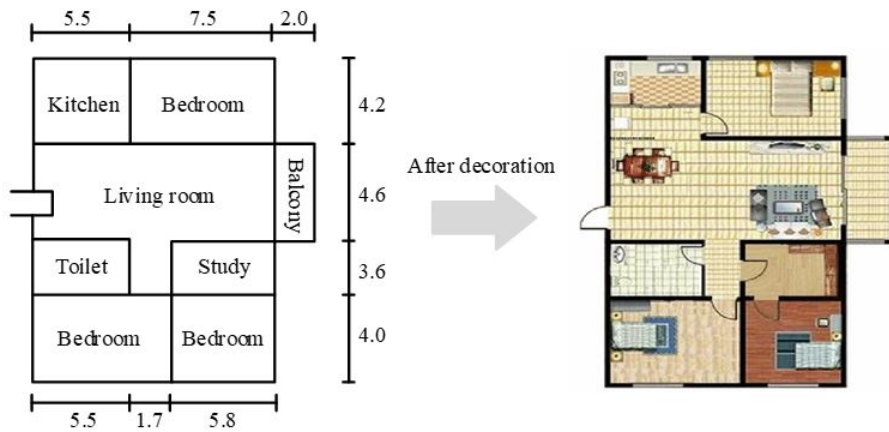 5.5 7.5 2.0
Kitchen Bedroom
4.2
Living room
Balcony
4.6
After decoration
Toilet Study
3.6
Bedroom Bedroom
4.0
5.5 1.7 5.8